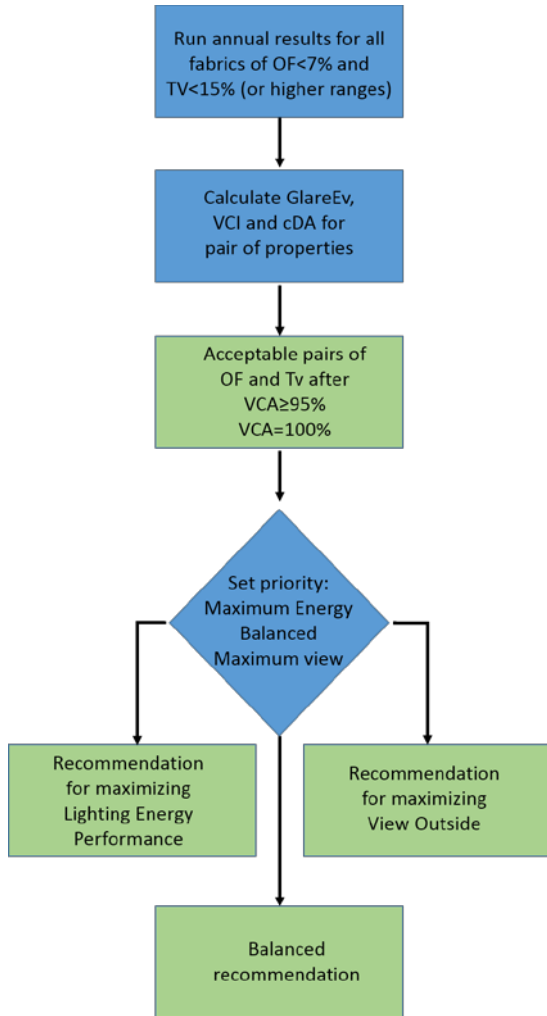 Run annual results for all
fabrics of OF<7% and
TV<15% (or higher ranges)
Calculate GlareEv,
VCI and cDA for
pair of properties
Acceptable pairs of
OF and Tv after
VCA≥95%
VCA=100%
Set priority:
Maximum Energy
Balanced
Maximum view
Recommendation
for maximizing
Lighting Energy
Performance
Recommendation
for maximizing
View Outside
Balanced
recommendation